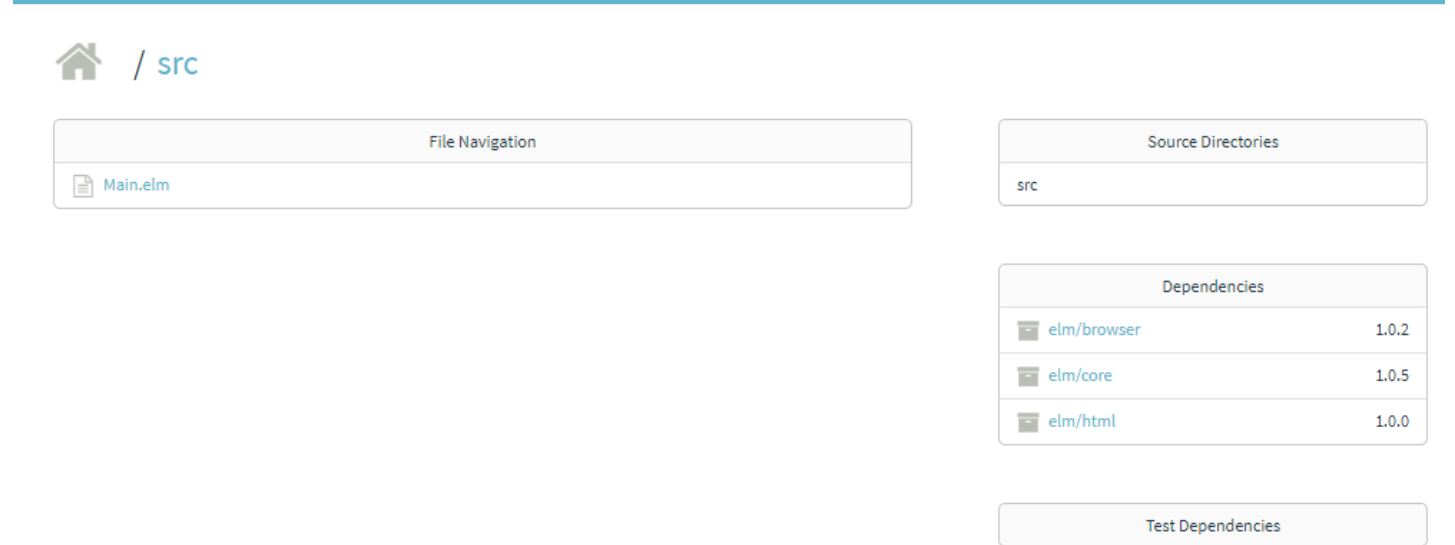 / src
File Navigation
Main.elm
Source Directories
src
Dependencies
elm/browser 1.0.2
elm/core 1.0.5
elm/html 1.0.0
Test Dependencies